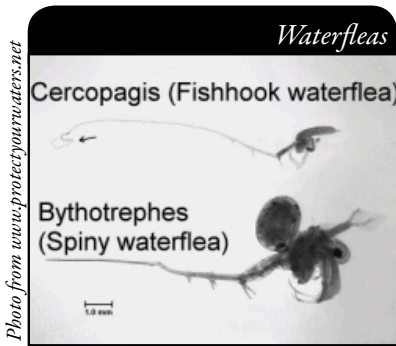 Waterfleas
Cercopagis (Fishhook waterflea)
Bythotrephes
(Spiny waterflea)
1.0 mm
Photo from www.protectyourwaters.net